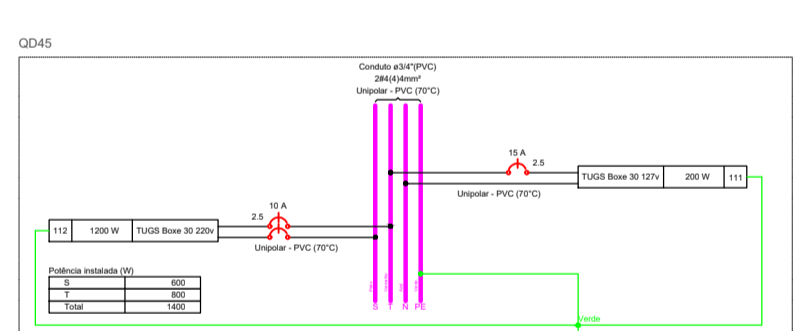 QD45
Conduto ø3/4"(PVC)
2#4(4)4mm²
Unipolar - PVC (70°C)
15 A
2.5
TUGS Boxe 30 127v
200 W
111
Unipolar - PVC (70°C)
10 A
2.5
112
1200 W
TUGS Boxe 30 220v
Unipolar - PVC (70°C)
Potência instalada (W)
S 600
T 800
Total 1400
S T N PE
Verde